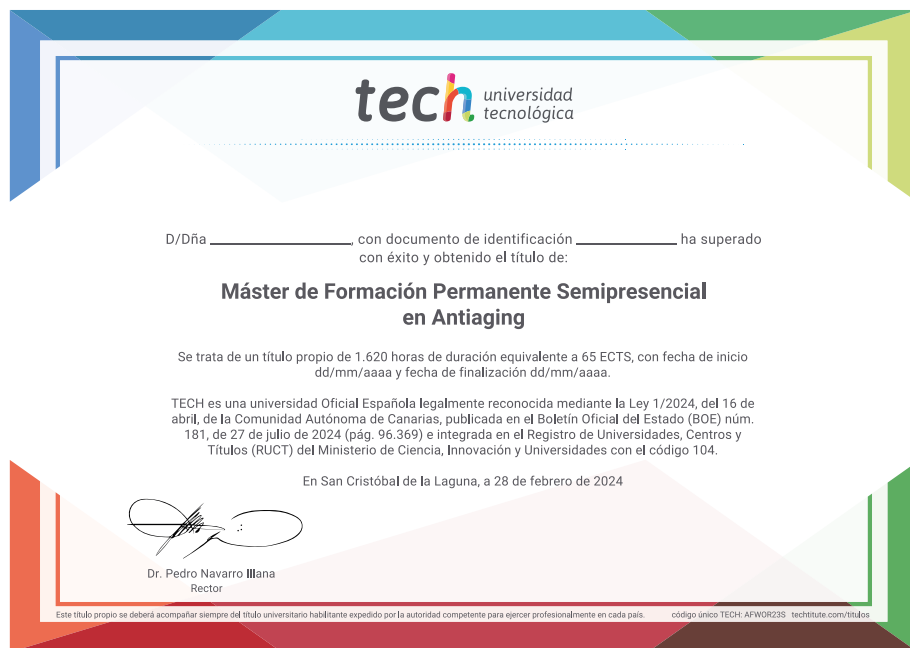 tech universidad
tecnológica
D/Dña ____________________, con documento de identificación ______________ ha superado
con éxito y obtenido el título de:
Máster de Formación Permanente Semipresencial
en Antiaging
Se trata de un título propio de 1.620 horas de duración equivalente a 65 ECTS, con fecha de inicio
dd/mm/aaaa y fecha de finalización dd/mm/aaaa.
TECH es una universidad Oficial Española legalmente reconocida mediante la Ley 1/2024, del 16 de
abril, de la Comunidad Autónoma de Canarias, publicada en el Boletín Oficial del Estado (BOE) núm.
181, de 27 de julio de 2024 (pág. 96.369) e integrada en el Registro de Universidades, Centros y
Títulos (RUCT) del Ministerio de Ciencia, Innovación y Universidades con el código 104.
En San Cristóbal de la Laguna, a 28 de febrero de 2024
Dr. Pedro Navarro Illana
Rector
Este título propio se deberá acompañar siempre del título universitario habilitante expedido por la autoridad competente para ejercer profesionalmente en cada país. código único TECH: AFWOR23S techtitute.com/titulos